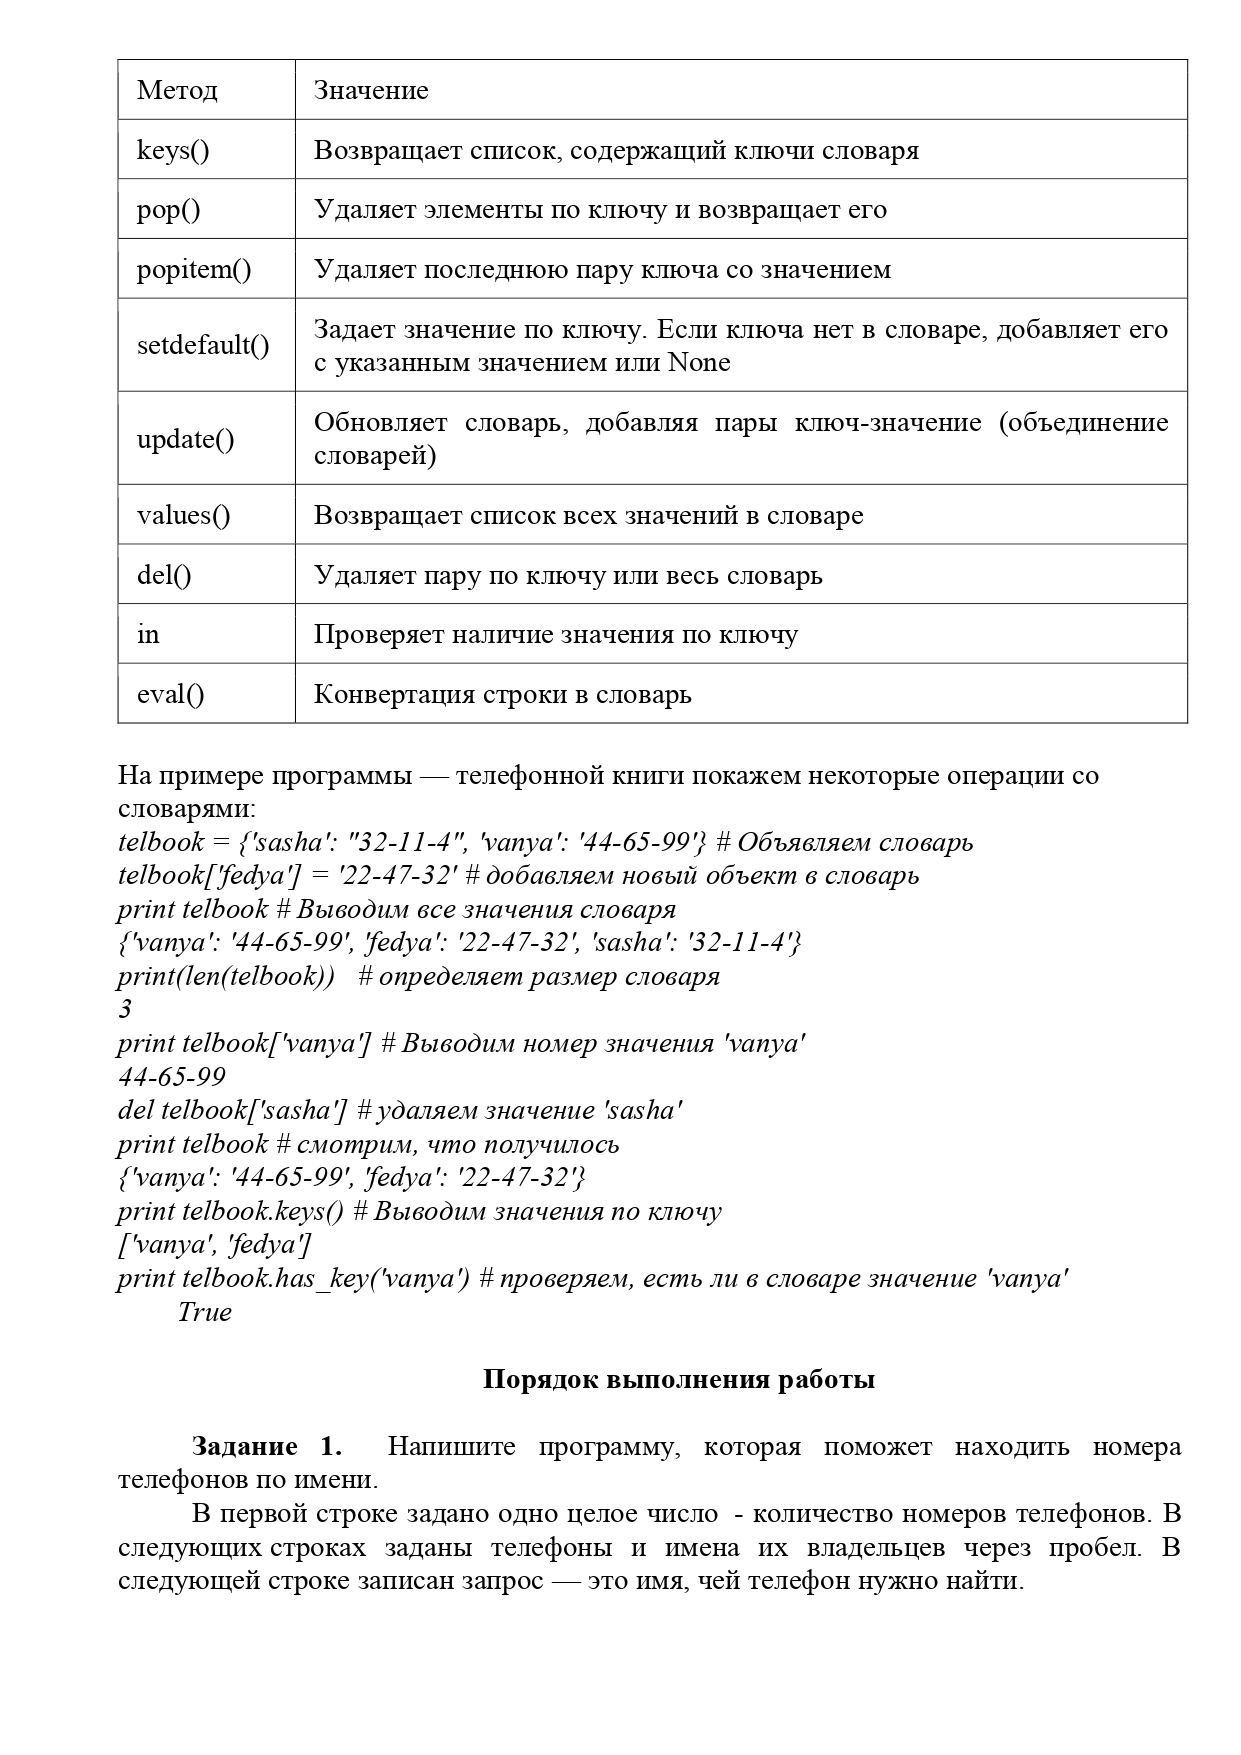 Метод Значение
keys() Возвращает список, содержащий ключи словаря
pop() Удаляет элементы по ключу и возвращает его
popitem() Удаляет последнюю пару ключа со значением
setdefault() Задает значение по ключу. Если ключа нет в словаре, добавляет его
с указанным значением или None
update() Обновляет словарь, добавляя пары ключ-значение (объединение
словарей)
values() Возвращает список всех значений в словаре
del() Удаляет пару по ключу или весь словарь
in Проверяет наличие значения по ключу
eval() Конвертация строки в словарь
На примере программы — телефонной книги покажем некоторые операции со
словарями:
telbook = {'sasha': "32-11-4", 'vanya': '44-65-99'} # Объявляем словарь
telbook['fedya'] = '22-47-32' # добавляем новый объект в словарь
print telbook # Выводим все значения словаря
{'vanya': '44-65-99', 'fedya': '22-47-32', 'sasha': '32-11-4'}
print(len(telbook)) # определяет размер словаря
3
print telbook['vanya'] # Выводим номер значения 'vanya'
44-65-99
del telbook['sasha'] # удаляем значение 'sasha'
print telbook # смотрим, что получилось
{'vanya': '44-65-99', 'fedya': '22-47-32'}
print telbook.keys() # Выводим значения по ключу
['vanya', 'fedya']
print telbook.has_key('vanya') # проверяем, есть ли в словаре значение 'vanya'
True
Порядок выполнения работы
Задание 1. Напишите программу, которая поможет находить номера
телефонов по имени.
В первой строке задано одно целое число - количество номеров телефонов. В
следующих строках заданы телефоны и имена их владельцев через пробел. В
следующей строке записан запрос — это имя, чей телефон нужно найти.